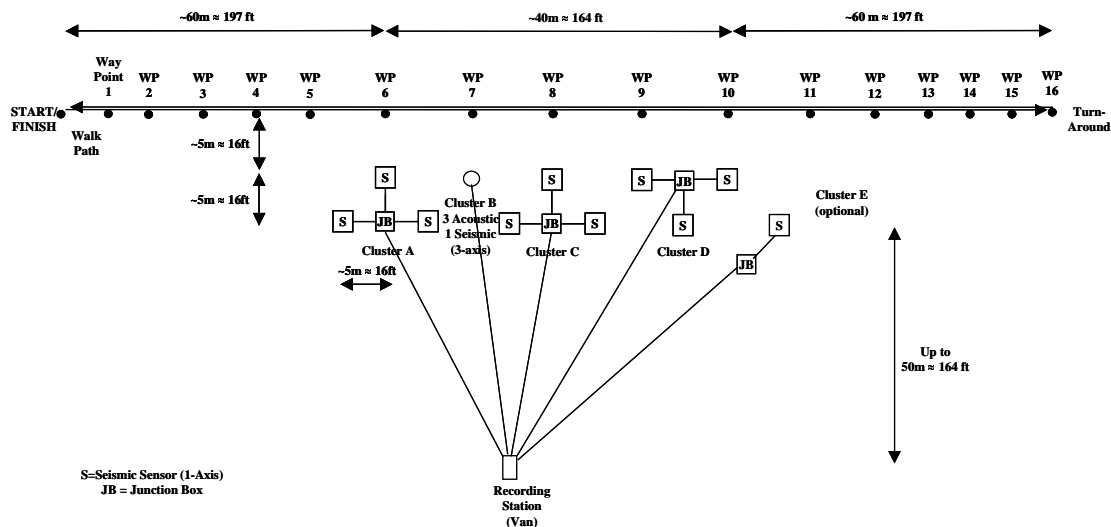 ~60m ≈ 197 ft
~40m ≈ 164 ft
~60 m ≈ 197 ft
Way
Point
1
WP
2
WP
3
WP
4
WP
5
WP
6
WP
7
WP
8
WP
9
WP
10
WP
11
WP
12
WP
13
WP
14
WP
15
WP
16
START/
FINISH
Turn-
Around
Walk
Path
~5m ≈ 16ft
~5m ≈ 16ft
S
S
JB
S
Cluster A
~5m ≈ 16ft
Cluster B
3 Acoustic
1 Seismic
(3-axis)
S
S
JB
S
Cluster C
S
JB
S
S
Cluster D
Cluster E
(optional)
S
JB
Up to
50m ≈ 164 ft
S=Seismic Sensor (1-Axis)
JB = Junction Box
Recording
Station
(Van)